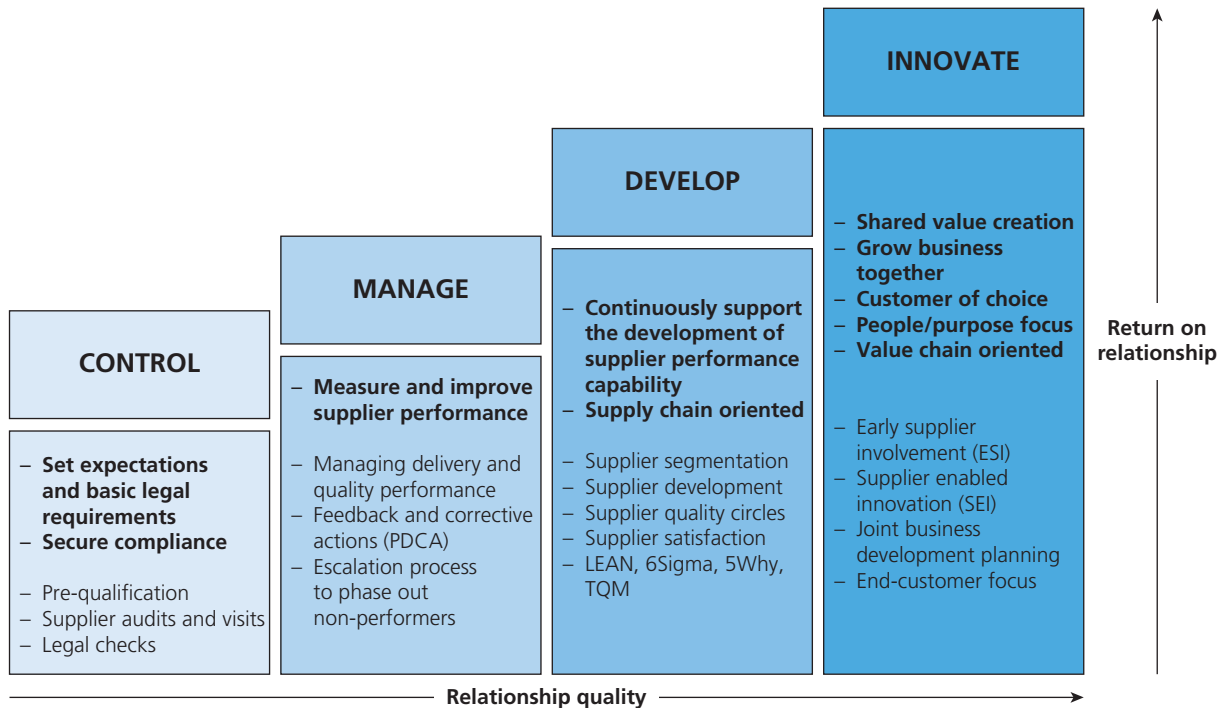 CONTROL
– Set expectations
and basic legal
requirements
– Secure compliance
– Pre-qualification
– Supplier audits and visits
– Legal checks
MANAGE
– Measure and improve
supplier performance
– Managing delivery and
quality performance
– Feedback and corrective
actions (PDCA)
– Escalation process
to phase out
non-performers
DEVELOP
– Continuously support
the development of
supplier performance
capability
– Supply chain oriented
– Supplier segmentation
– Supplier development
– Supplier quality circles
– Supplier satisfaction
– LEAN, 6Sigma, 5Why,
TQM
INNOVATE
– Shared value creation
– Grow business
together
– Customer of choice
– People/purpose focus
– Value chain oriented
– Early supplier
involvement (ESI)
– Supplier enabled
innovation (SEI)
– Joint business
development planning
– End-customer focus
Return on
relationship
Relationship quality